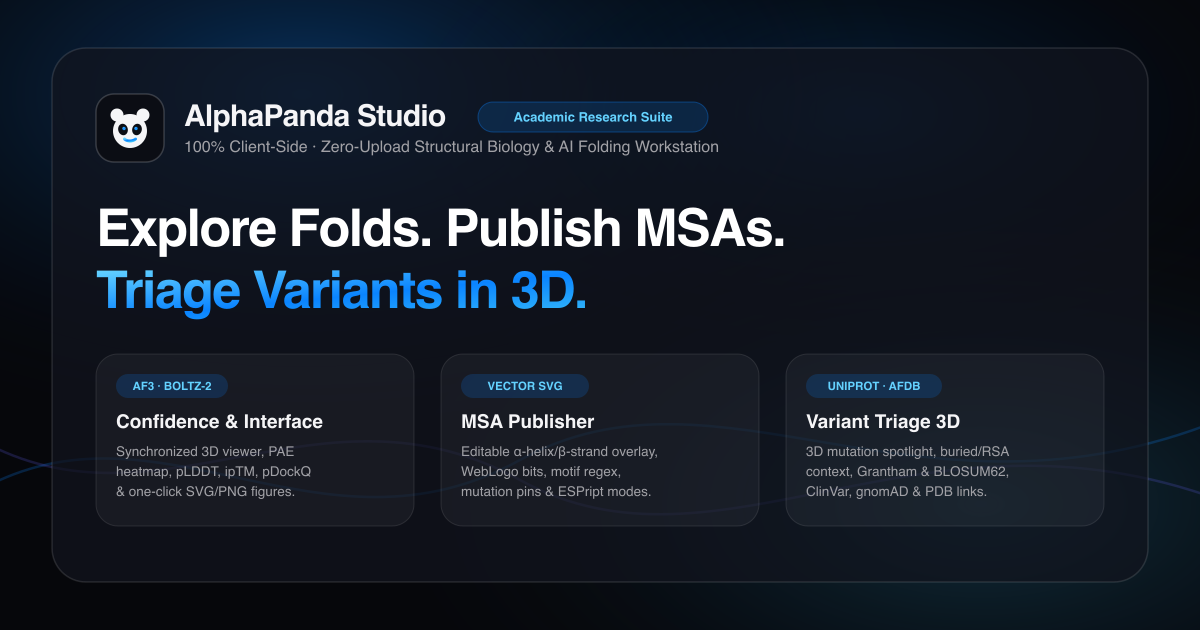 AlphaPanda Studio
Academic Research Suite
100% Client-Side · Zero-Upload Structural Biology & AI Folding Workstation
Explore Folds. Publish MSAs.
Triage Variants in 3D.
AF3 · BOLTZ-2
Confidence & Interface
Synchronized 3D viewer, PAE
heatmap, pLDDT, ipTM, pDockQ
& one-click SVG/PNG figures.
VECTOR SVG
MSA Publisher
Editable α-helix/β-strand overlay,
WebLogo bits, motif regex,
mutation pins & ESPript modes.
UNIPROT · AFDB
Variant Triage 3D
3D mutation spotlight, buried/RSA
context, Grantham & BLOSUM62,
ClinVar, gnomAD & PDB links.